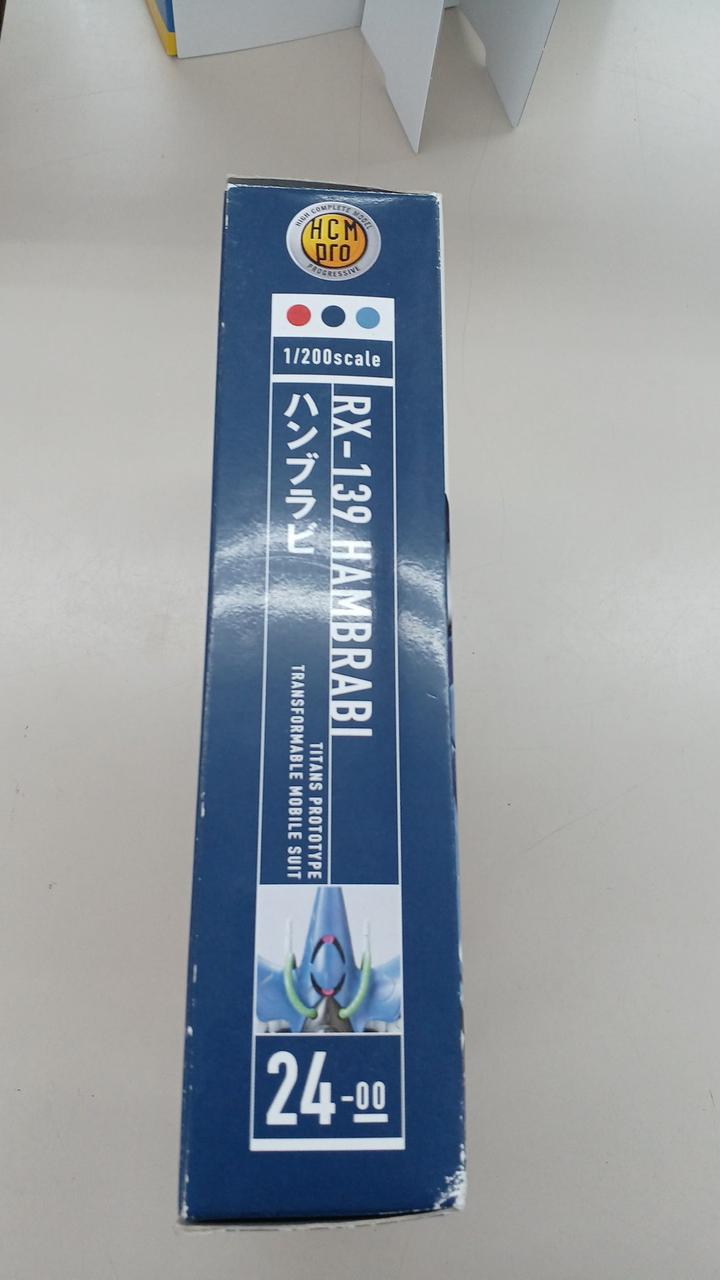 HIGH COMPLETE MODEL
HCM
pro
PROGRESSIVE
1/200scale
RX-139 HAMBRABI
ハンブラビ
TITANS PROTOTYPE
TRANSFORMABLE MOBILE SUIT
24-00